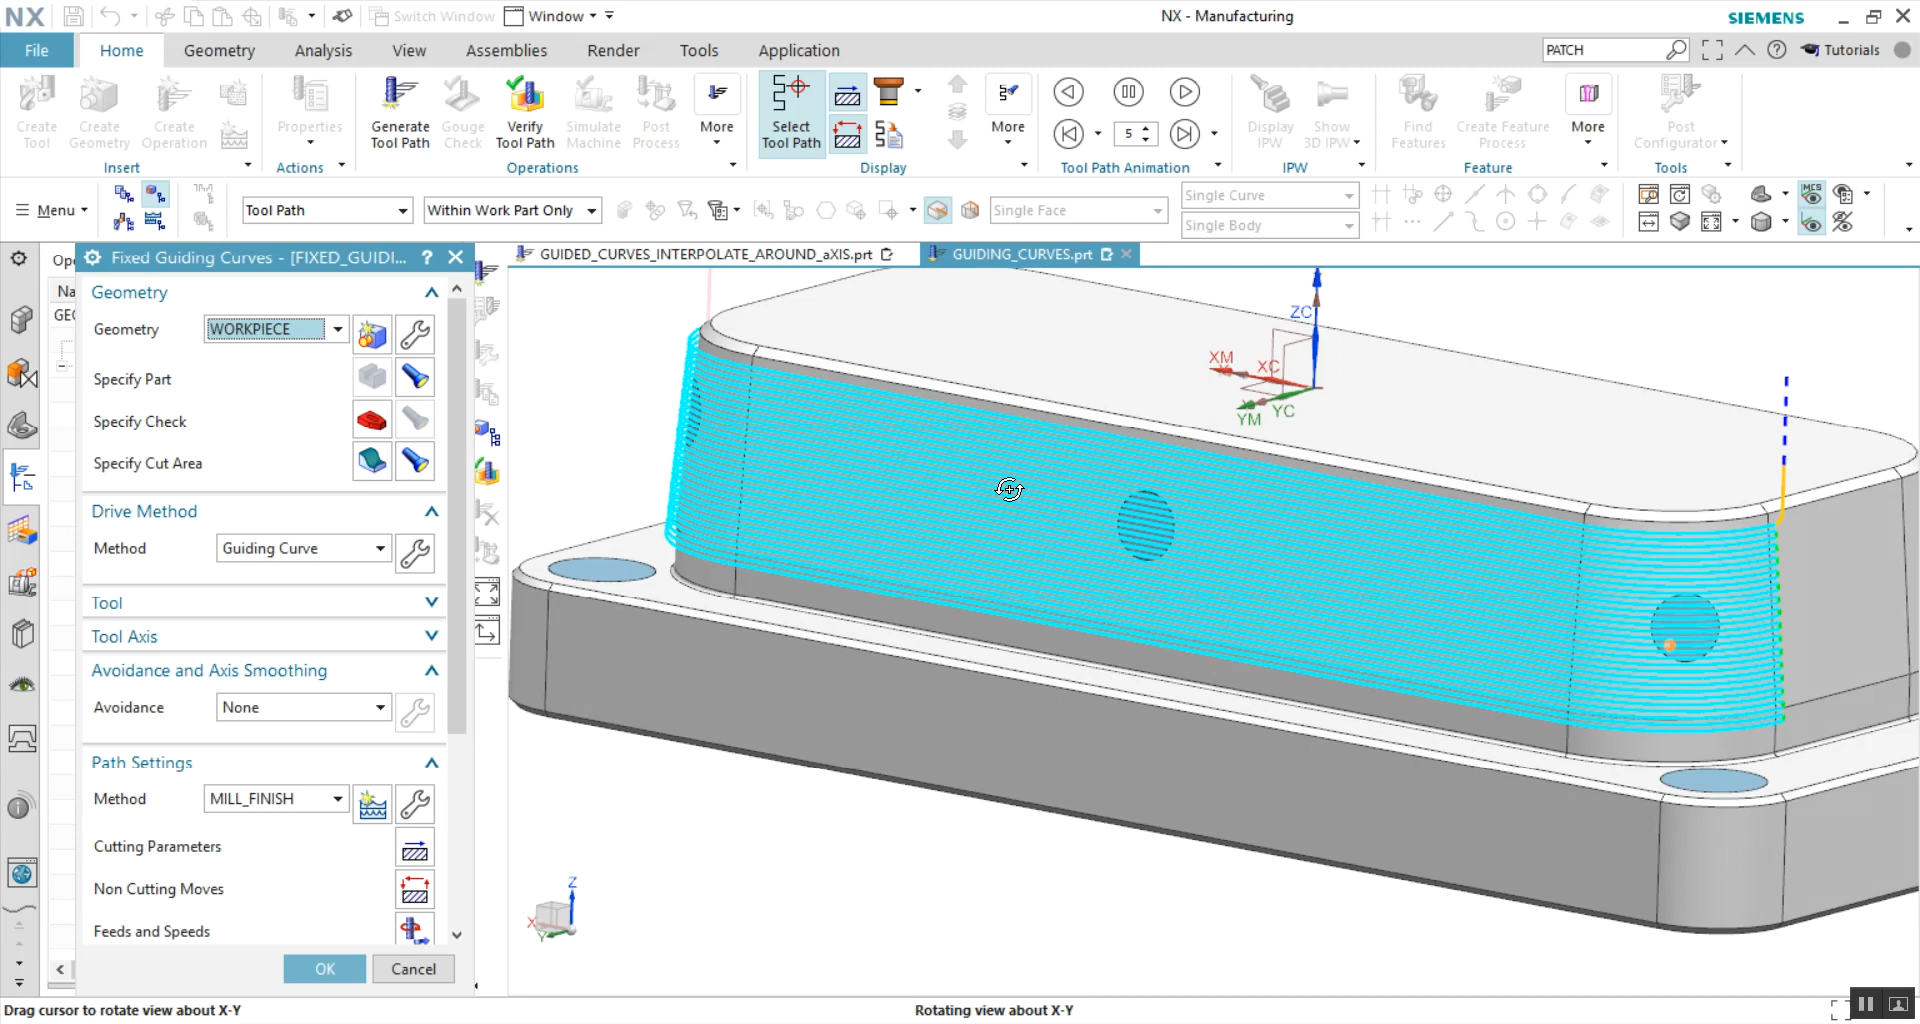 NX
Switch Window
Window
NX - Manufacturing
SIEMENS
File
Home
Geometry
Analysis
View
Assemblies
Render
Tools
Application
PATCH
Tutorials
Create Tool
Create Geometry
Create Operation
Insert
Properties
Actions
Generate Tool Path
Gouge Check
Verify Tool Path
Simulate Machine
Post Process
More
Operations
Select Tool Path
More
Display
5
Tool Path Animation
Display IPW
Show 3D IPW
IPW
Find Features
Create Feature Process
More
Feature
Post Configurator
Tools
Menu
Tool Path
Within Work Part Only
Single Face
Single Curve
Single Body
MCS
Fixed Guiding Curves - [FIXED_GUIDI...
GUIDED_CURVES_INTERPOLATE_AROUND_aXIS.prt
GUIDING_CURVES.prt
Ope
Na
GEO
Geometry
Geometry
WORKPIECE
Specify Part
Specify Check
Specify Cut Area
Drive Method
Method
Guiding Curve
Tool
Tool Axis
Avoidance and Axis Smoothing
Avoidance
None
Path Settings
Method
MILL_FINISH
Cutting Parameters
Non Cutting Moves
Feeds and Speeds
OK
Cancel
ZC
XM
XC
YM
YC
Z
X
Y
Drag cursor to rotate view about X-Y
Rotating view about X-Y